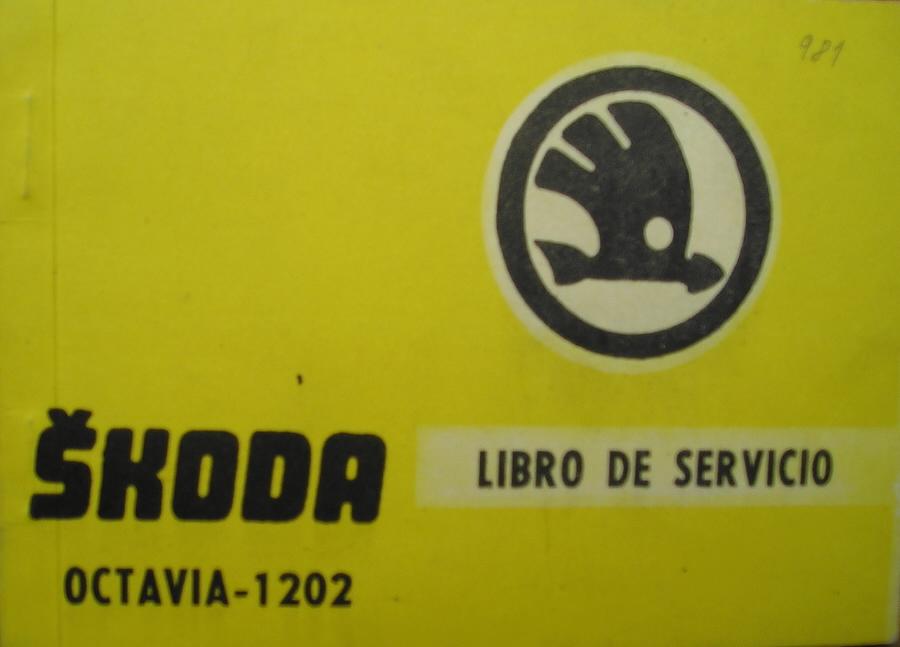 981
ŠKODA
LIBRO DE SERVICIO
OCTAVIA-1202